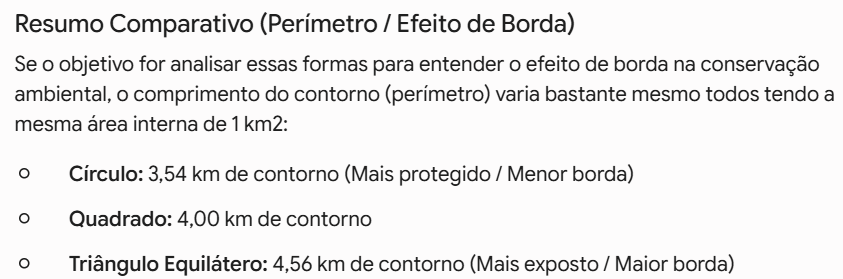 Resumo Comparativo (Perímetro / Efeito de Borda)
Se o objetivo for analisar essas formas para entender o efeito de borda na conservação
ambiental, o comprimento do contorno (perímetro) varia bastante mesmo todos tendo a
mesma área interna de 1 km2:
○ Círculo: 3,54 km de contorno (Mais protegido / Menor borda)
○ Quadrado: 4,00 km de contorno
○ Triângulo Equilátero: 4,56 km de contorno (Mais exposto / Maior borda)